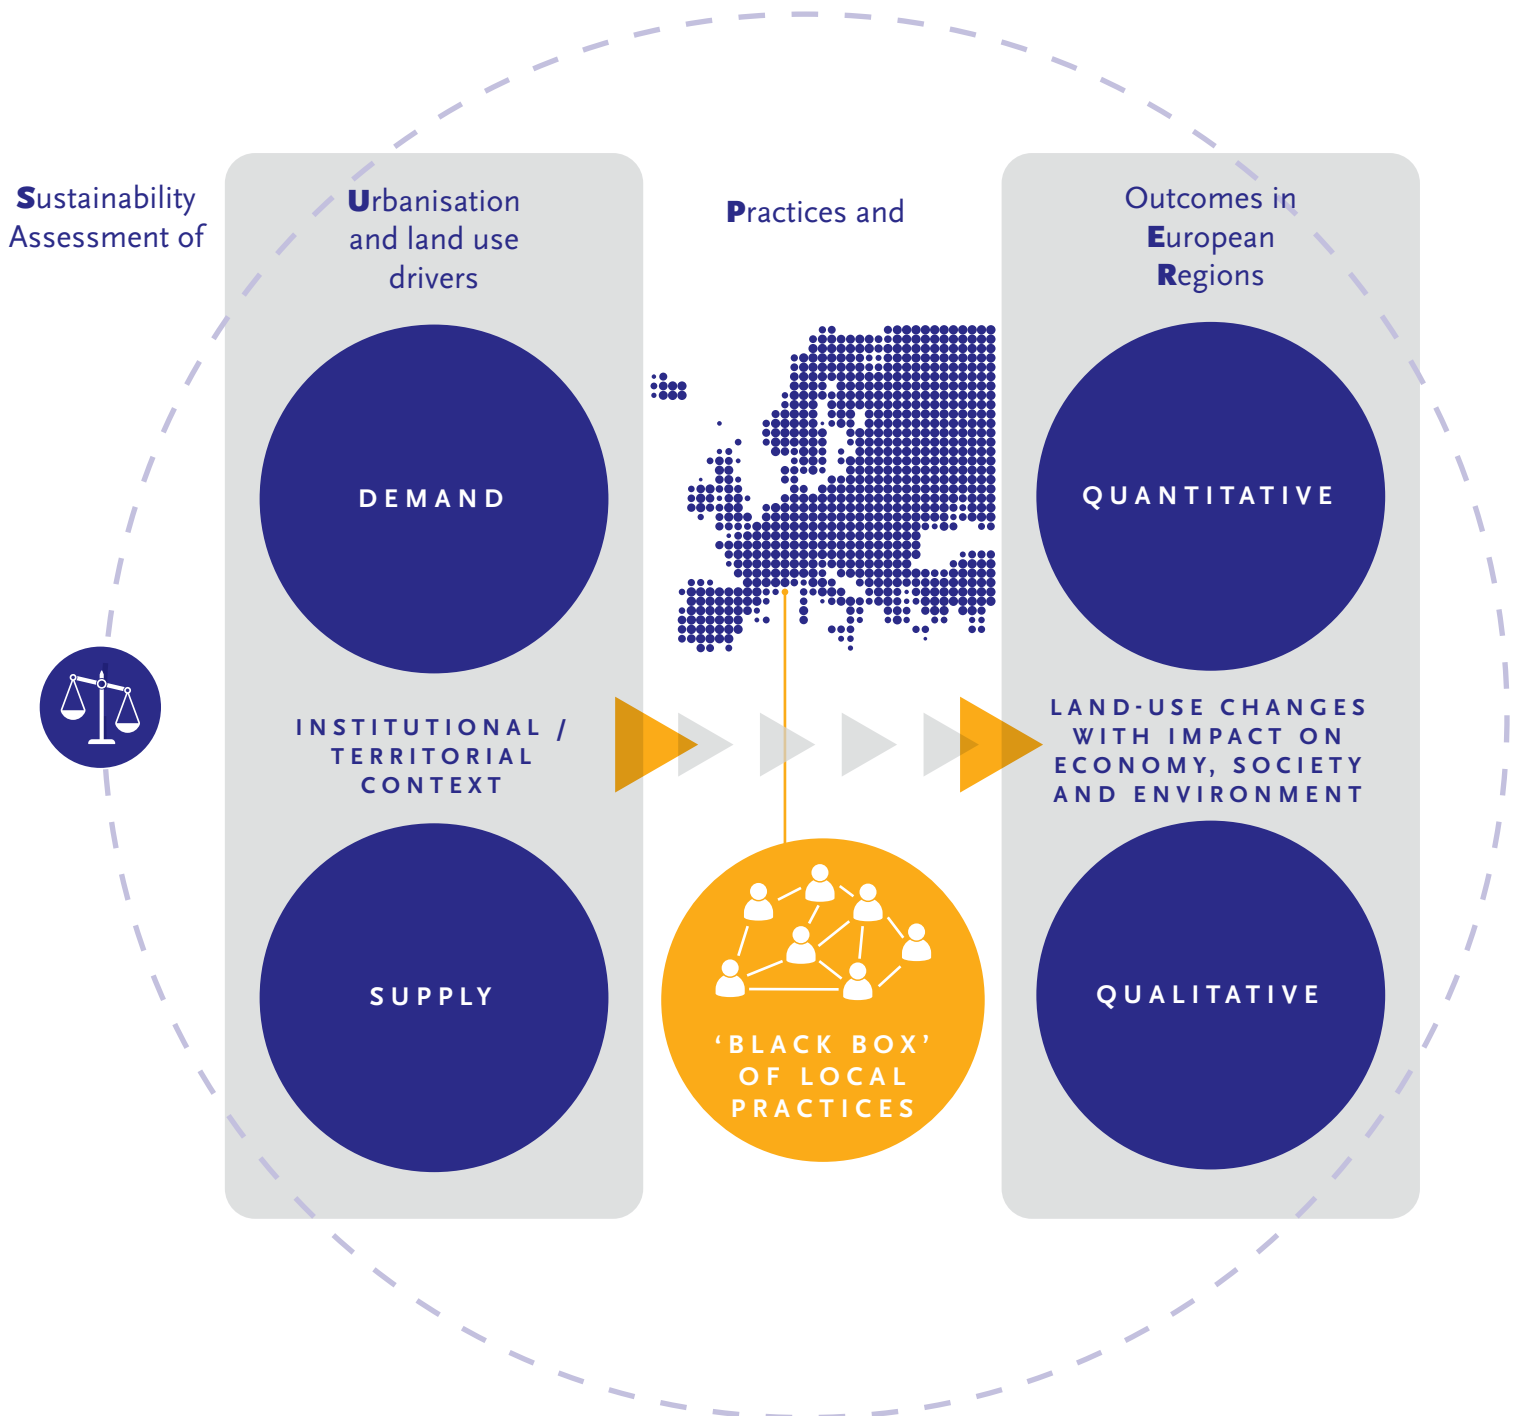 Sustainability
Assessment of
Urbanisation
and land use
drivers
Practices and
Outcomes in
European
Regions
DEMAND
QUANTITATIVE
INSTITUTIONAL /
TERRITORIAL
CONTEXT
LAND-USE CHANGES
WITH IMPACT ON
ECONOMY, SOCIETY
AND ENVIRONMENT
SUPPLY
‘BLACK BOX’
OF LOCAL
PRACTICES
QUALITATIVE